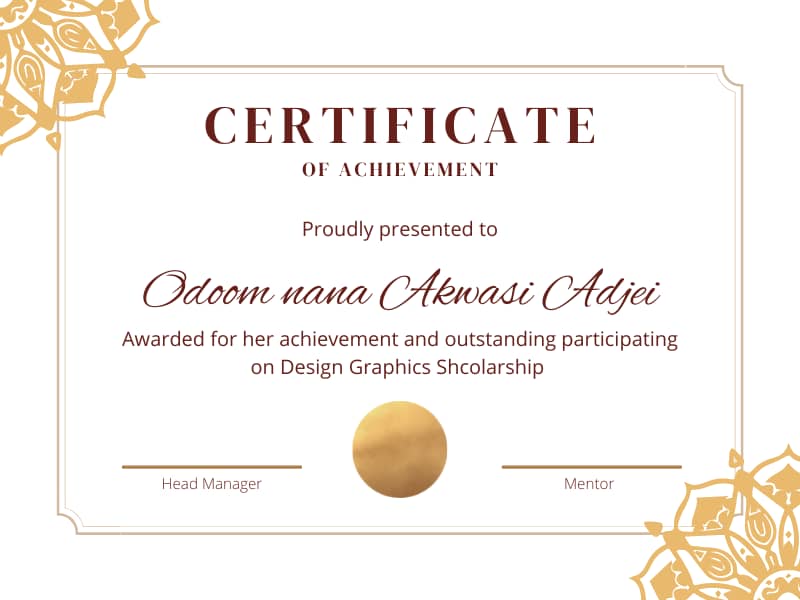 CERTIFICATE
OF ACHIEVEMENT
Proudly presented to
Odoom nana Akwasi Adjei
Awarded for her achievement and outstanding participating
on Design Graphics Shcolarship
Head Manager
Mentor